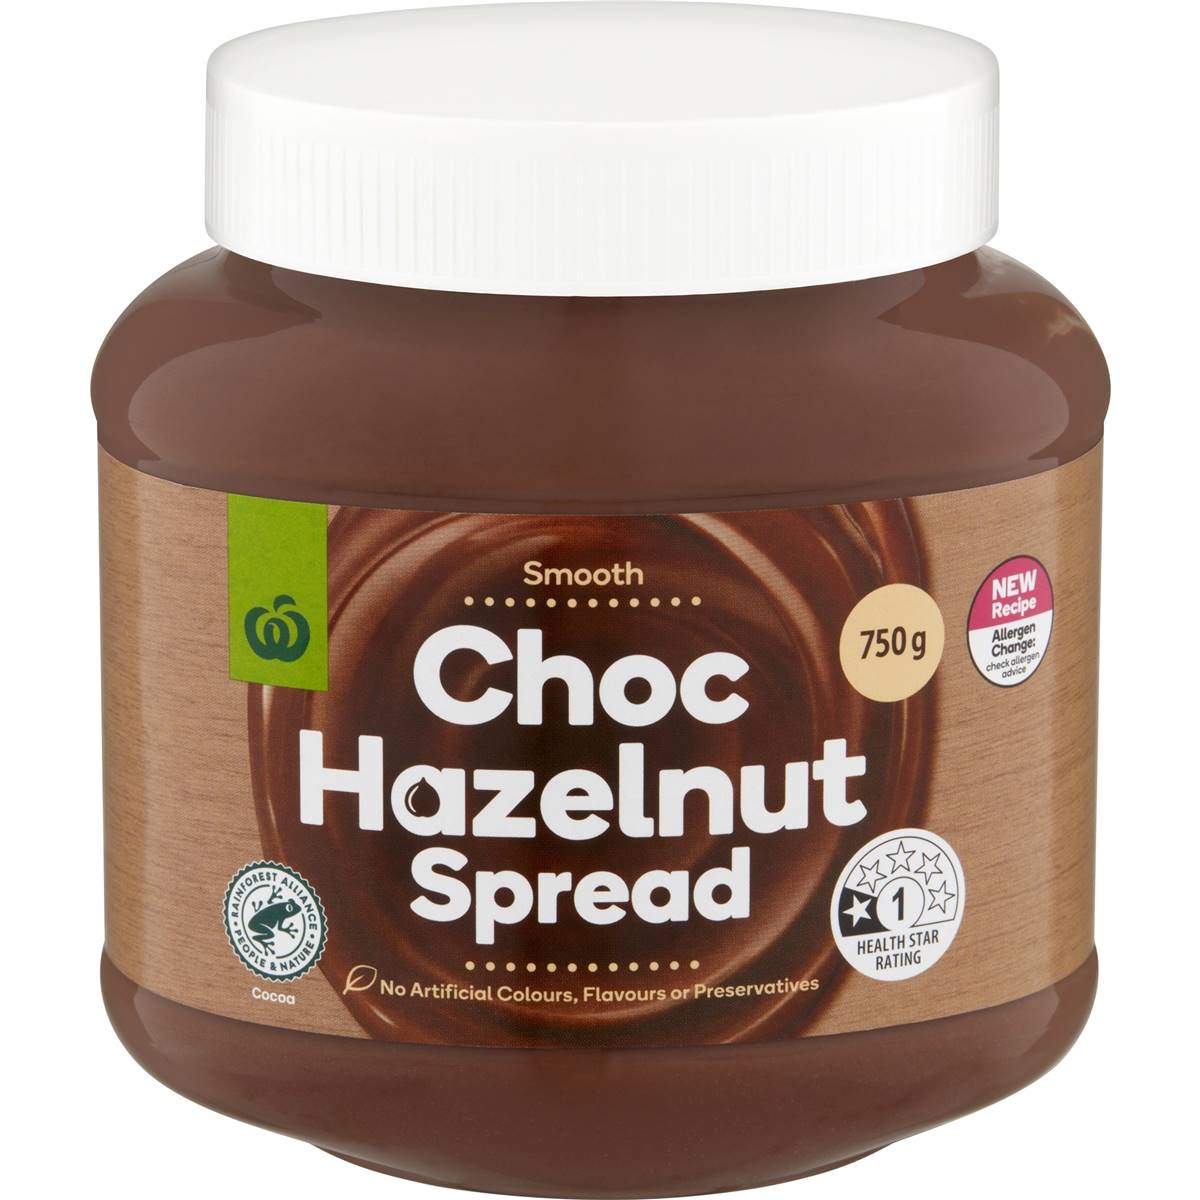 Smooth
Choc
Hazelnut
Spread
750g
NEW
Recipe
Allergen
Change:
check allergen
advice
1
HEALTH STAR
RATING
RAINFOREST ALLIANCE
PEOPLE & NATURE
Cocoa
No Artificial Colours, Flavours or Preservatives